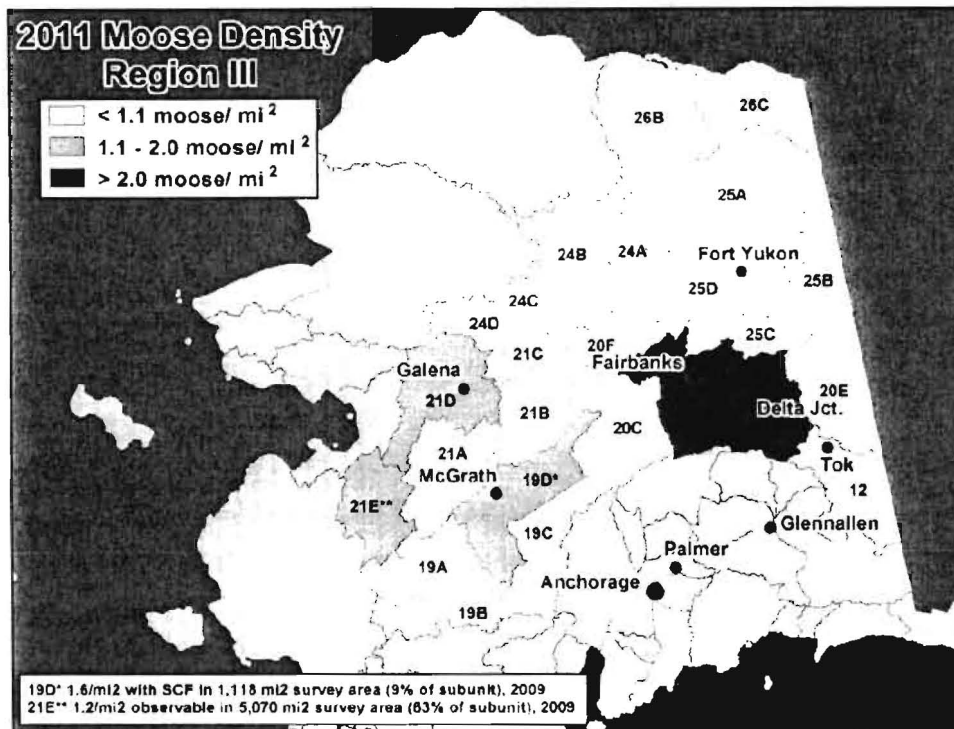 2011 Moose Density
Region III
< 1.1 moose/ mi 2
1.1 - 2.0 moose/ mi 2
> 2.0 moose/ mi 2
26B
26C
25A
24B
24A
Fort Yukon
25D
25B
24C
24D
25C
21C
20F
Fairbanks
Galena
21D
20E
Delta Jct.
21B
20C
21A
McGrath
Tok
19D*
12
21E**
Glennallen
19C
Palmer
19A
Anchorage
19B
19D* 1.6/mi2 with SCF in 1,118 mi2 survey area (9% of subunit), 2009
21E** 1.2/mi2 observable in 5,070 mi2 survey area (63% of subunit), 2009